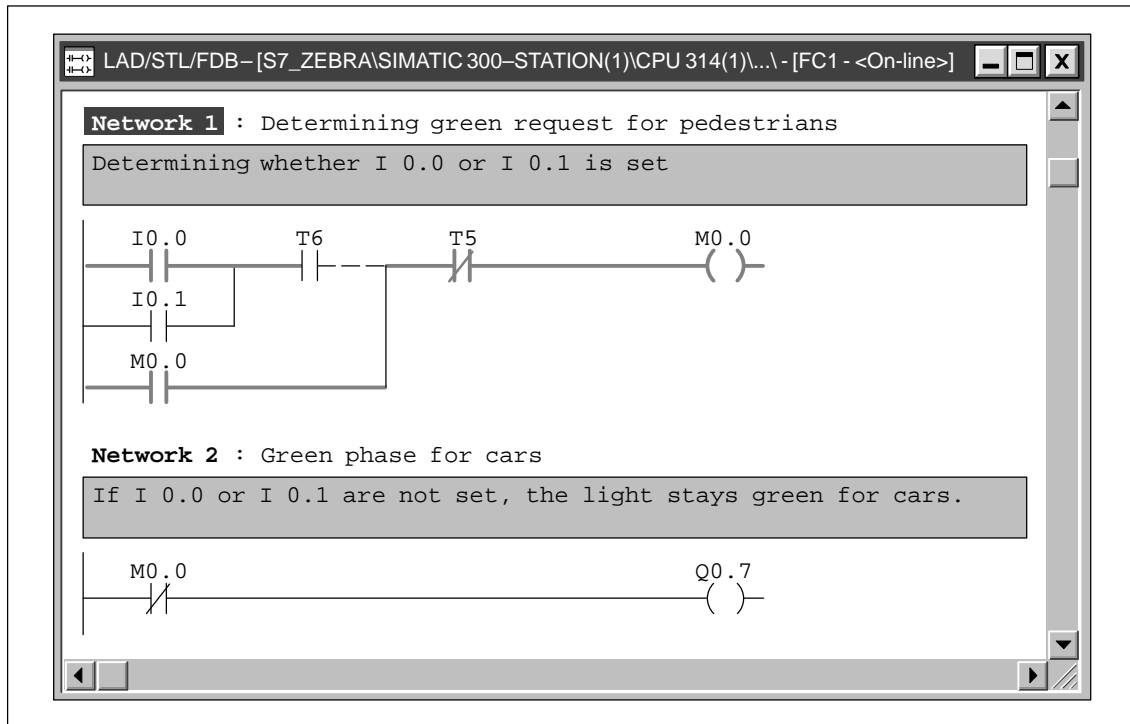 LAD/STL/FDB – [S7_ZEBRA\SIMATIC 300–STATION(1)\CPU 314(1)\...\ - [FC1 - <On-line>]
Network 1 : Determining green request for pedestrians
Determining whether I 0.0 or I 0.1 is set
I0.0 T6 T5 M0.0
I0.1
M0.0
Network 2 : Green phase for cars
If I 0.0 or I 0.1 are not set, the light stays green for cars.
M0.0 Q0.7